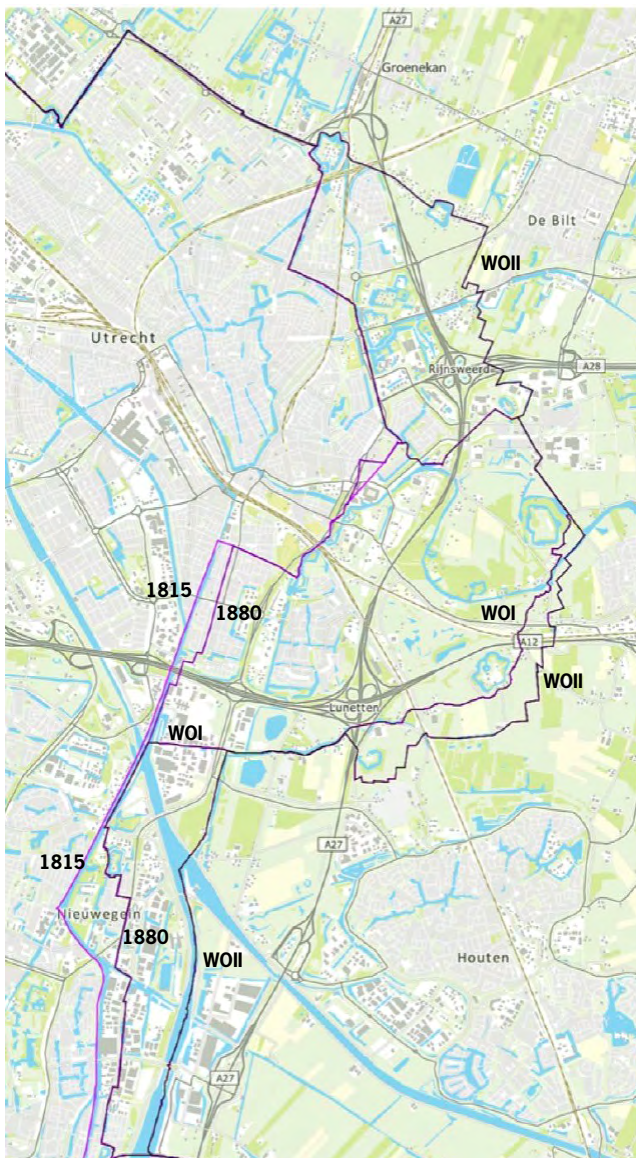 A27
Groenekan
De Bilt
WOII
Utrecht
Rijnsweerd
A28
1815
1880
WOI
A12
WOII
Lunetten
WOI
A27
1815
Nieuwegein
1880
WOII
Houten
A27